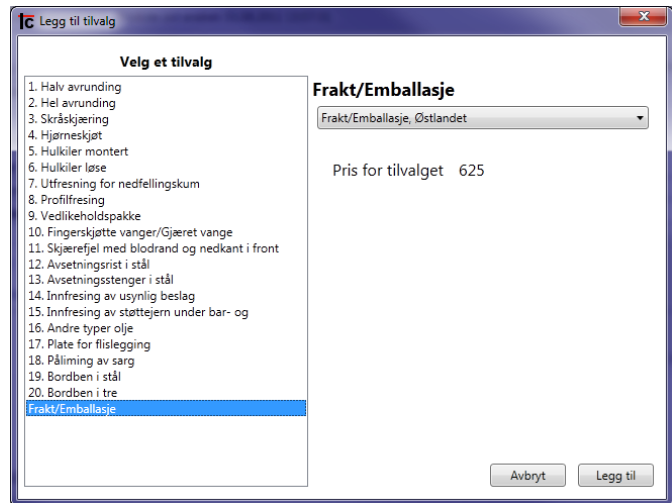 tc Legg til tilvalg
Velg et tilvalg
1. Halv avrunding
2. Hel avrunding
3. Skråskjæring
4. Hjørneskjøt
5. Hulkiler montert
6. Hulkiler løse
7. Utfresning for nedfellingskum
8. Profilfresing
9. Vedlikeholdspakke
10. Fingerskjøtte vanger/Gjæret vange
11. Skjærefjel med blodrand og nedkant i front
12. Avsetningsrist i stål
13. Avsetningsstenger i stål
14. Innfresing av usynlig beslag
15. Innfresing av støttejern under bar- og
16. Andre typer olje
17. Plate for flislegging
18. Påliming av sarg
19. Bordben i stål
20. Bordben i tre
Frakt/Emballasje
Frakt/Emballasje
Frakt/Emballasje, Østlandet
Pris for tilvalget 625
Avbryt Legg til